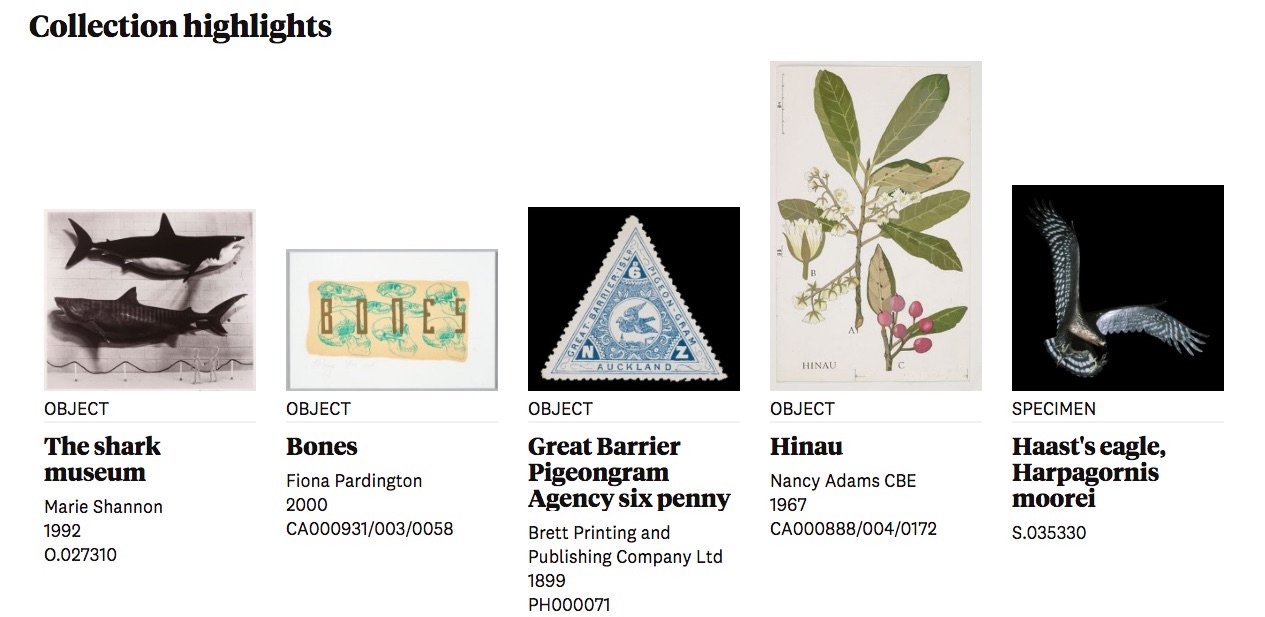 Collection highlights
BONES
GREAT BARRIER ISLD
6
PIGEON-GRAM
N
Z
AUCKLAND
B
A
HINAU
C
OBJECT
The shark
museum
Marie Shannon
1992
O.027310
OBJECT
Bones
Fiona Pardington
2000
CA000931/003/0058
OBJECT
Great Barrier
Pigeongram
Agency six penny
Brett Printing and
Publishing Company Ltd
1899
PH000071
OBJECT
Hinau
Nancy Adams CBE
1967
CA000888/004/0172
SPECIMEN
Haast's eagle,
Harpagornis
moorei
S.035330